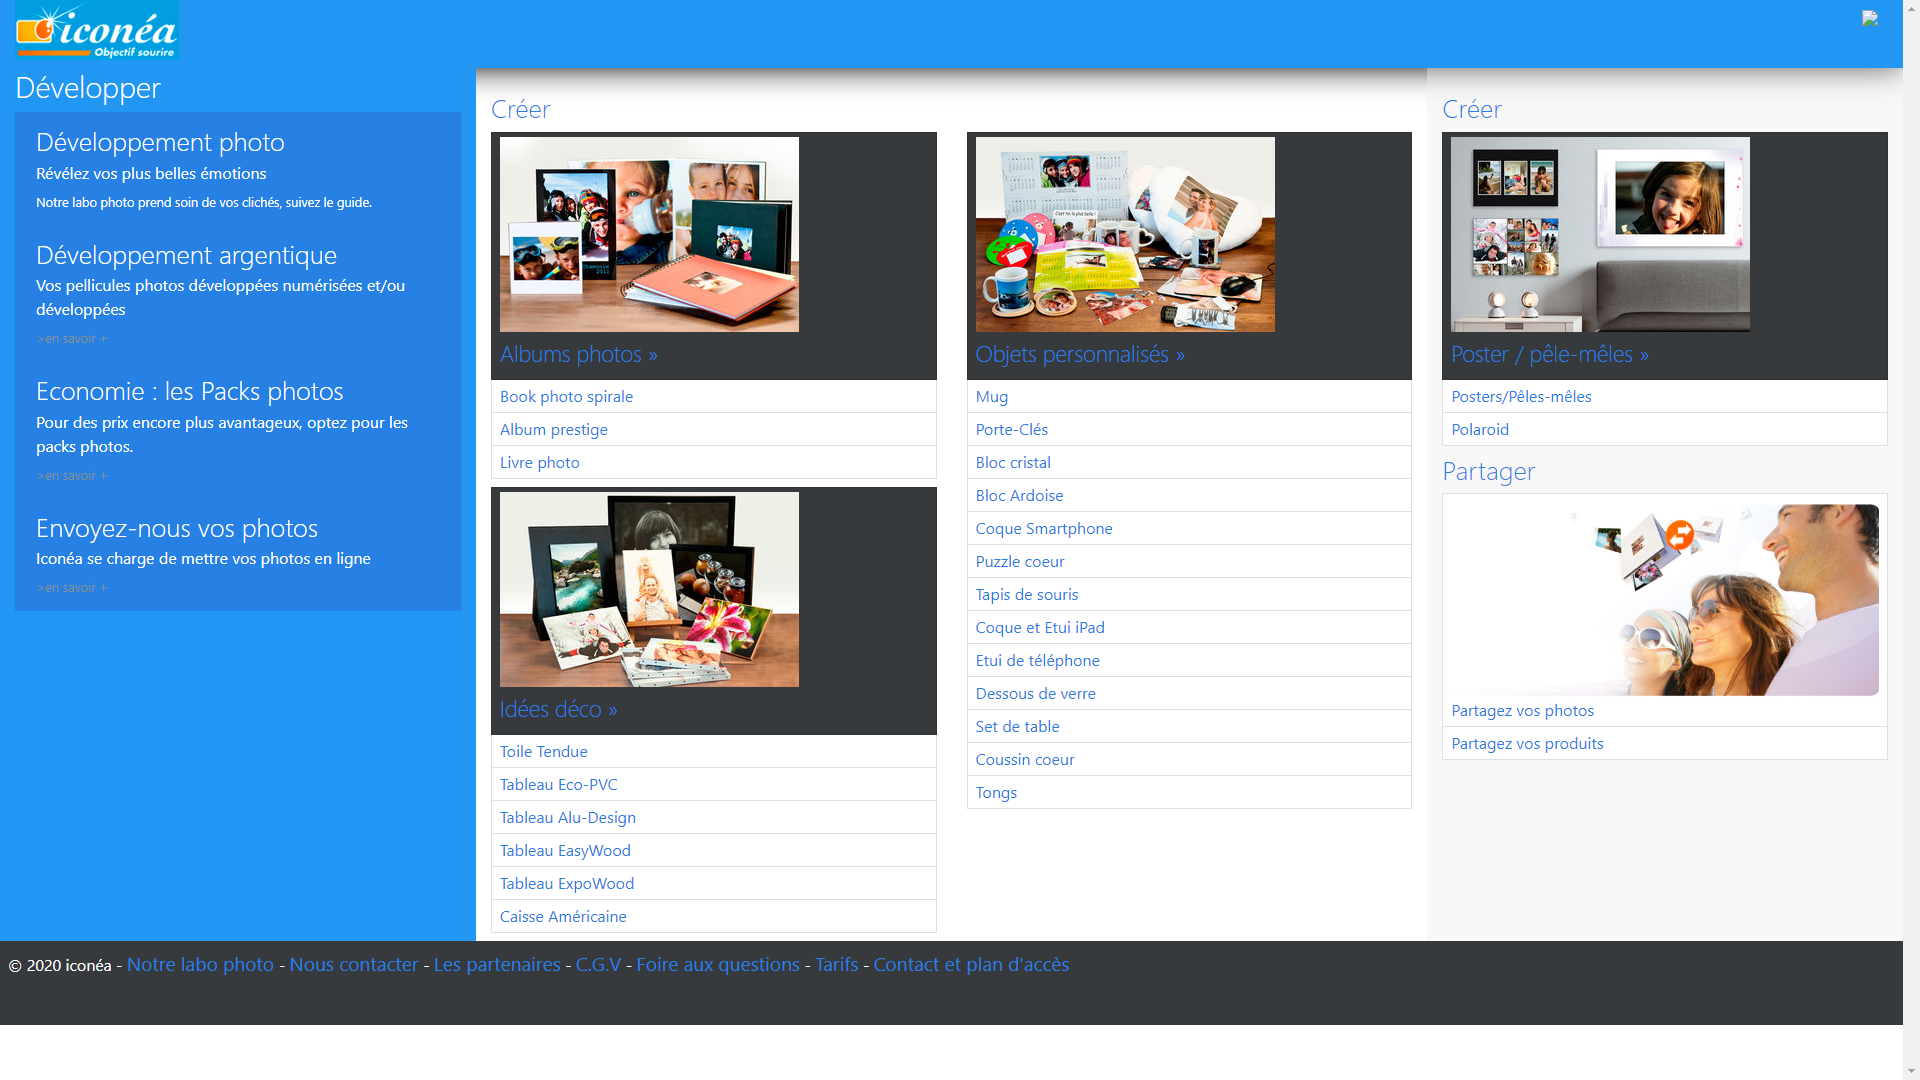 iconéa
Objectif sourire
Développer
Développement photo
Révélez vos plus belles émotions
Notre labo photo prend soin de vos clichés, suivez le guide.
Développement argentique
Vos pellicules photos développées numérisées et/ou
développées
>en savoir +
Economie : les Packs photos
Pour des prix encore plus avantageux, optez pour les
packs photos.
>en savoir +
Envoyez-nous vos photos
Iconéa se charge de mettre vos photos en ligne
>en savoir +
Créer
Albums photos »
Book photo spirale
Album prestige
Livre photo
Idées déco »
Toile Tendue
Tableau Eco-PVC
Tableau Alu-Design
Tableau EasyWood
Tableau ExpoWood
Caisse Américaine
Objets personnalisés »
Mug
Porte-Clés
Bloc cristal
Bloc Ardoise
Coque Smartphone
Puzzle coeur
Tapis de souris
Coque et Etui iPad
Etui de téléphone
Dessous de verre
Set de table
Coussin coeur
Tongs
Créer
Poster / pêle-mêles »
Posters/Pêles-mêles
Polaroid
Partager
Partagez vos photos
Partagez vos produits
© 2020 iconéa - Notre labo photo - Nous contacter - Les partenaires - C.G.V - Foire aux questions - Tarifs - Contact et plan d'accès